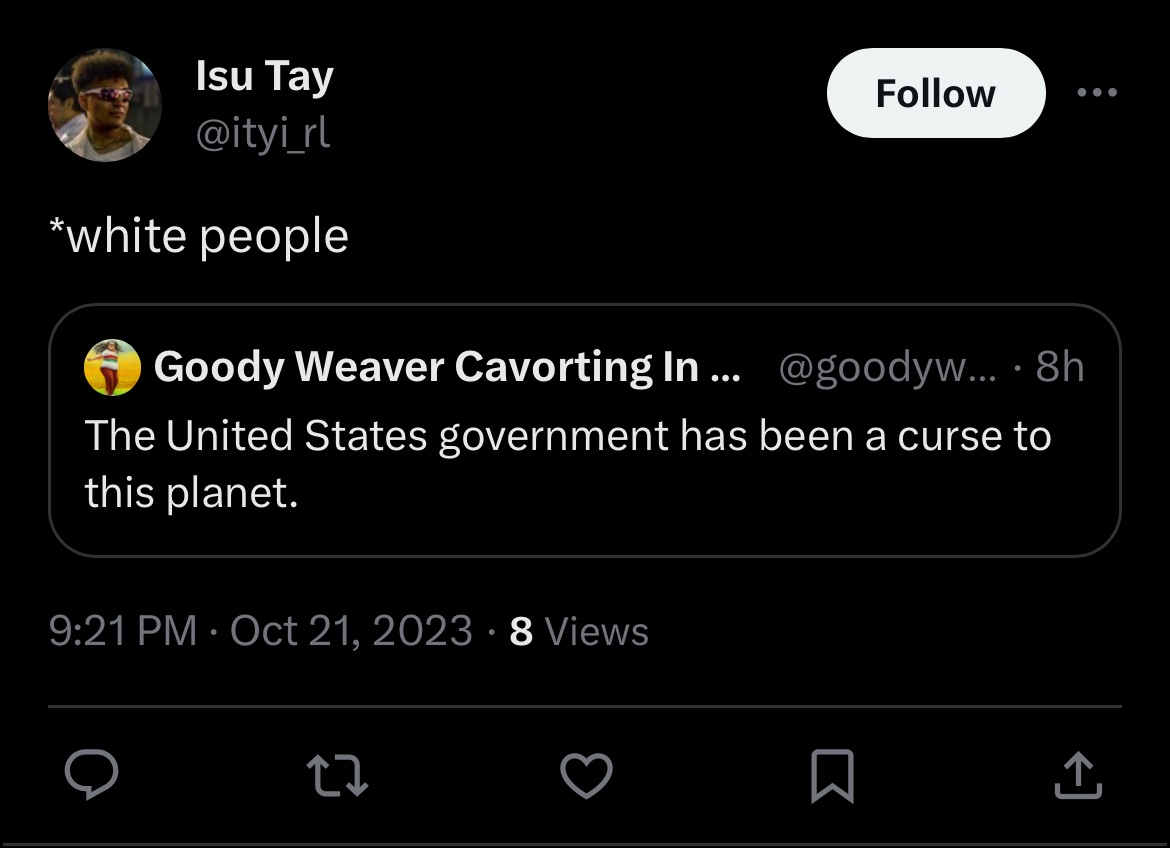 Isu Tay
@ityi_rl
Follow
*white people
Goody Weaver Cavorting In ... @goodyw... · 8h
The United States government has been a curse to
this planet.
9:21 PM · Oct 21, 2023 · 8 Views